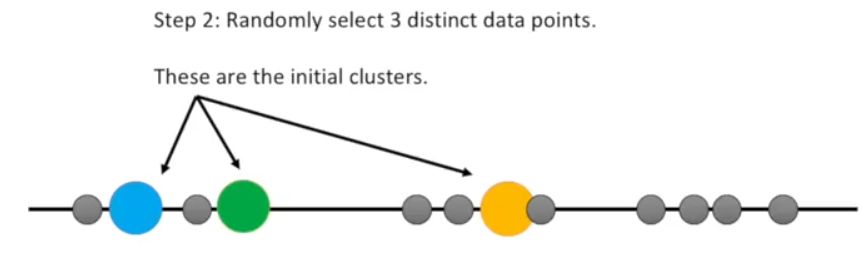 Step 2: Randomly select 3 distinct data points.
These are the initial clusters.